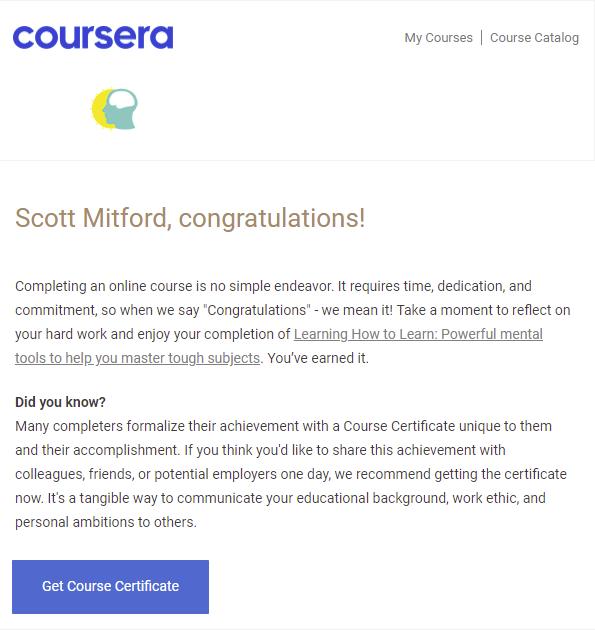 coursera
My Courses | Course Catalog
Scott Mitford, congratulations!
Completing an online course is no simple endeavor. It requires time, dedication, and
commitment, so when we say "Congratulations" - we mean it! Take a moment to reflect on
your hard work and enjoy your completion of Learning How to Learn: Powerful mental
tools to help you master tough subjects. You’ve earned it.
Did you know?
Many completers formalize their achievement with a Course Certificate unique to them
and their accomplishment. If you think you'd like to share this achievement with
colleagues, friends, or potential employers one day, we recommend getting the certificate
now. It's a tangible way to communicate your educational background, work ethic, and
personal ambitions to others.
Get Course Certificate